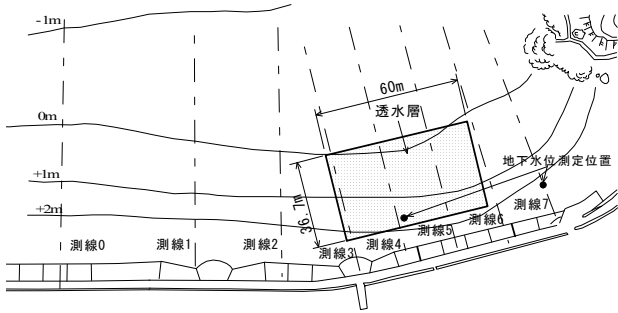 -1m
60m
透水層
0m
地下水位測定位置
+1m
36.1m
+2m
測線0
測線1
測線2
測線3
測線4
測線5
測線6
測線7